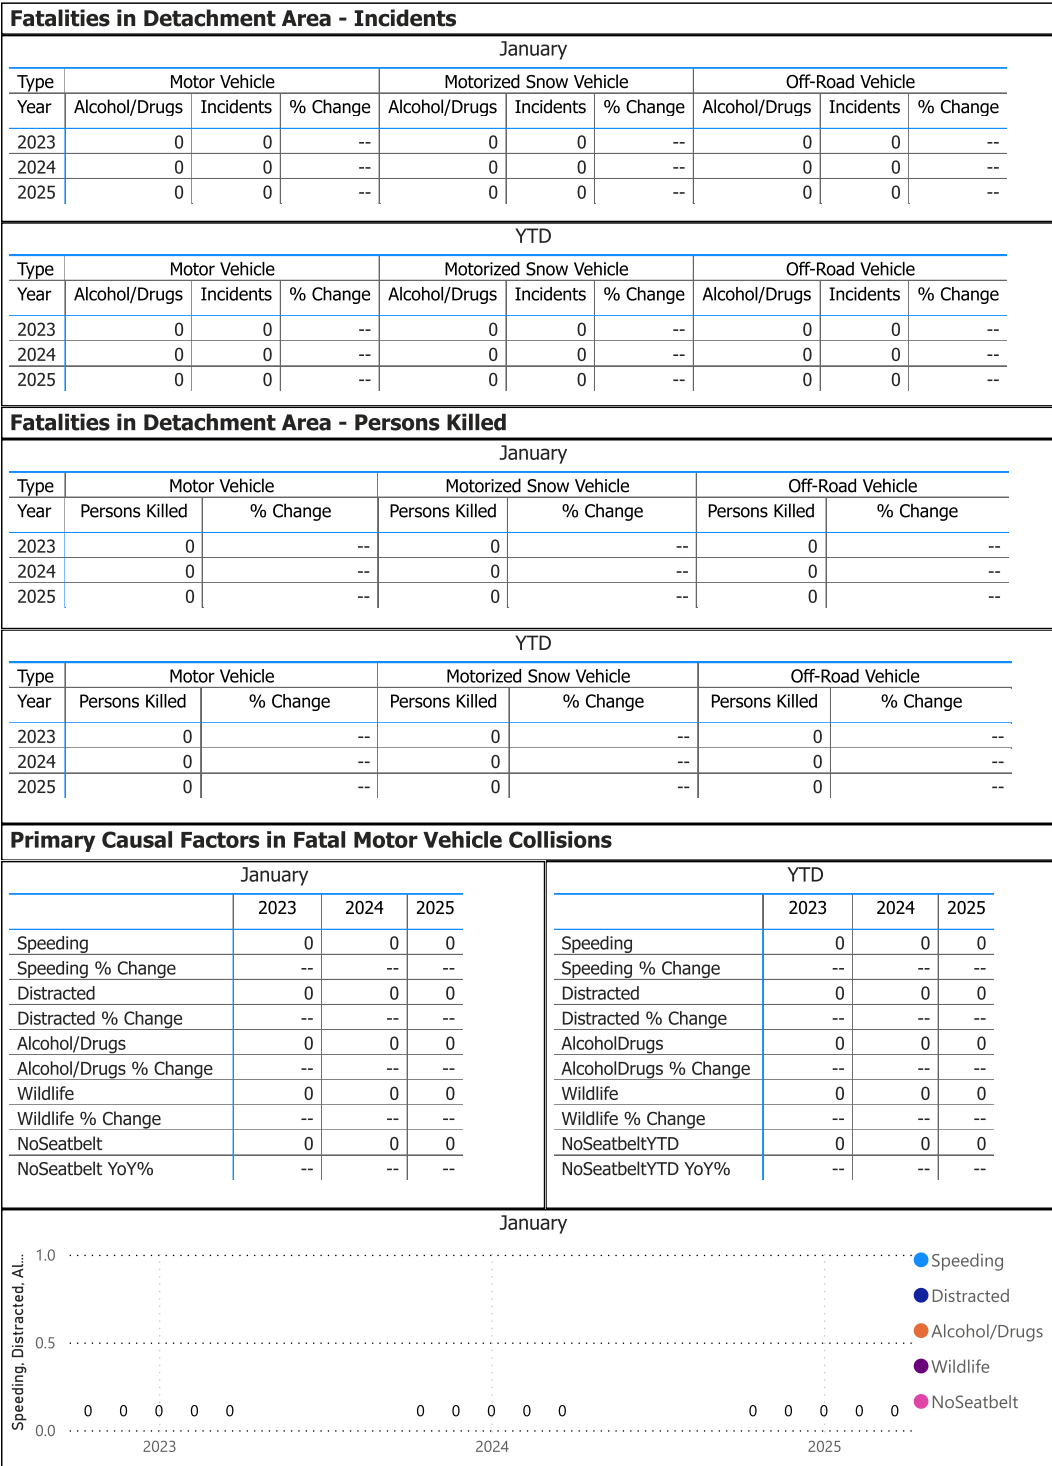 Fatalities in Detachment Area - Incidents
January
Type Motor Vehicle Motorized Snow Vehicle Off-Road Vehicle
Year Alcohol/Drugs Incidents % Change Alcohol/Drugs Incidents % Change Alcohol/Drugs Incidents % Change
2023 0 0 -- 0 0 -- 0 0 --
2024 0 0 -- 0 0 -- 0 0 --
2025 0 0 -- 0 0 -- 0 0 --
YTD
Type Motor Vehicle Motorized Snow Vehicle Off-Road Vehicle
Year Alcohol/Drugs Incidents % Change Alcohol/Drugs Incidents % Change Alcohol/Drugs Incidents % Change
2023 0 0 -- 0 0 -- 0 0 --
2024 0 0 -- 0 0 -- 0 0 --
2025 0 0 -- 0 0 -- 0 0 --
Fatalities in Detachment Area - Persons Killed
January
Type Motor Vehicle Motorized Snow Vehicle Off-Road Vehicle
Year Persons Killed % Change Persons Killed % Change Persons Killed % Change
2023 0 -- 0 -- 0 --
2024 0 -- 0 -- 0 --
2025 0 -- 0 -- 0 --
YTD
Type Motor Vehicle Motorized Snow Vehicle Off-Road Vehicle
Year Persons Killed % Change Persons Killed % Change Persons Killed % Change
2023 0 -- 0 -- 0 --
2024 0 -- 0 -- 0 --
2025 0 -- 0 -- 0 --
Primary Causal Factors in Fatal Motor Vehicle Collisions
January
2023 2024 2025
Speeding 0 0 0
Speeding % Change -- -- --
Distracted 0 0 0
Distracted % Change -- -- --
Alcohol/Drugs 0 0 0
Alcohol/Drugs % Change -- -- --
Wildlife 0 0 0
Wildlife % Change -- -- --
NoSeatbelt 0 0 0
NoSeatbelt YoY% -- -- --
YTD
2023 2024 2025
Speeding 0 0 0
Speeding % Change -- -- --
Distracted 0 0 0
Distracted % Change -- -- --
AlcoholDrugs 0 0 0
AlcoholDrugs % Change -- -- --
Wildlife 0 0 0
Wildlife % Change -- -- --
NoSeatbeltYTD 0 0 0
NoSeatbeltYTD YoY% -- -- --
January
Speeding, Distracted, Al...
1.0
0.5
0.0
0 0 0 0 0 0 0 0 0 0 0 0 0 0 0
2023 2024 2025
Speeding
Distracted
Alcohol/Drugs
Wildlife
NoSeatbelt